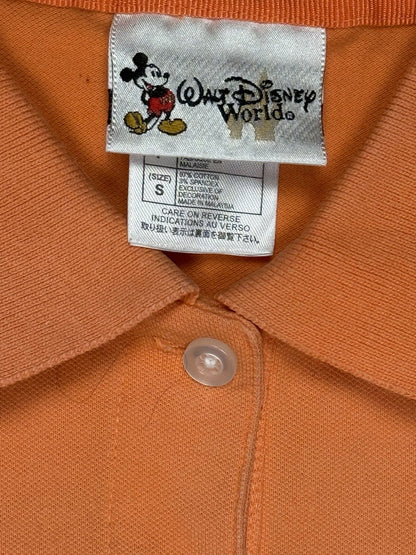 Walt Disney
World®
MALAISIE
(SIZE)
S
97% COTTON
3% SPANDEX
EXCLUSIVE OF
DECORATION
MADE IN MALAYSIA
CARE ON REVERSE
INDICATIONS AU VERSO
取り扱い表示は裏面を御覧下さい。